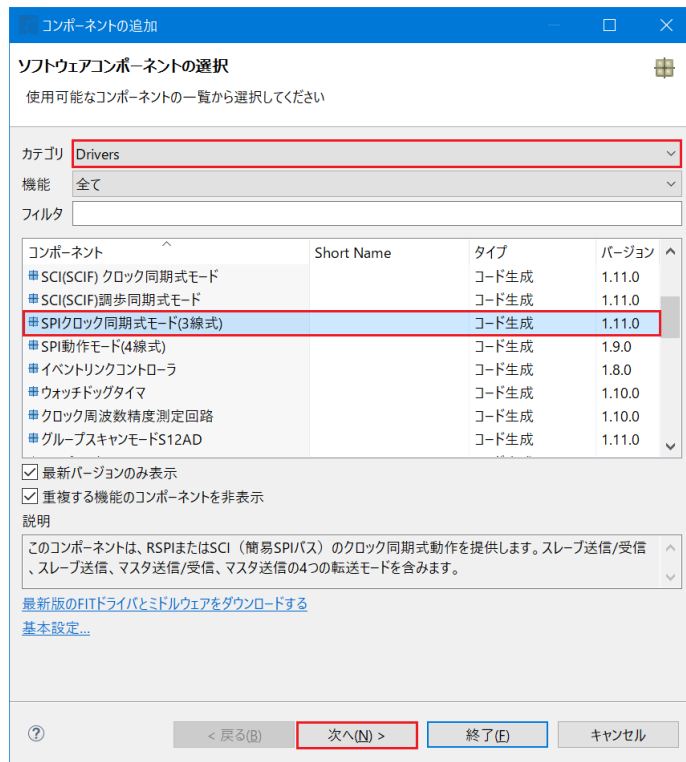 コンポーネントの追加
ソフトウェアコンポーネントの選択
使用可能なコンポーネントの一覧から選択してください
カテゴリ Drivers
機能 全て
フィルタ
コンポーネント Short Name タイプ バージョン
SCI(SCIF) クロック同期式モード コード生成 1.11.0
SCI(SCIF)調歩同期式モード コード生成 1.11.0
SPIクロック同期式モード(3線式) コード生成 1.11.0
SPI動作モード(4線式) コード生成 1.9.0
イベントリンクコントローラ コード生成 1.8.0
ウォッチドッグタイマ コード生成 1.10.0
クロック周波数精度測定回路 コード生成 1.10.0
グループスキャンモードS12AD コード生成 1.11.0
最新バージョンのみ表示
重複する機能のコンポーネントを非表示
説明
このコンポーネントは、RSPIまたはSCI（簡易SPIバス）のクロック同期式動作を提供します。スレーブ送信/受信
、スレーブ送信、マスタ送信/受信、マスタ送信の4つの転送モードを含みます。
最新版のFITドライバとミドルウェアをダウンロードする
基本設定...
< 戻る(B) 次へ(N) > 終了(F) キャンセル